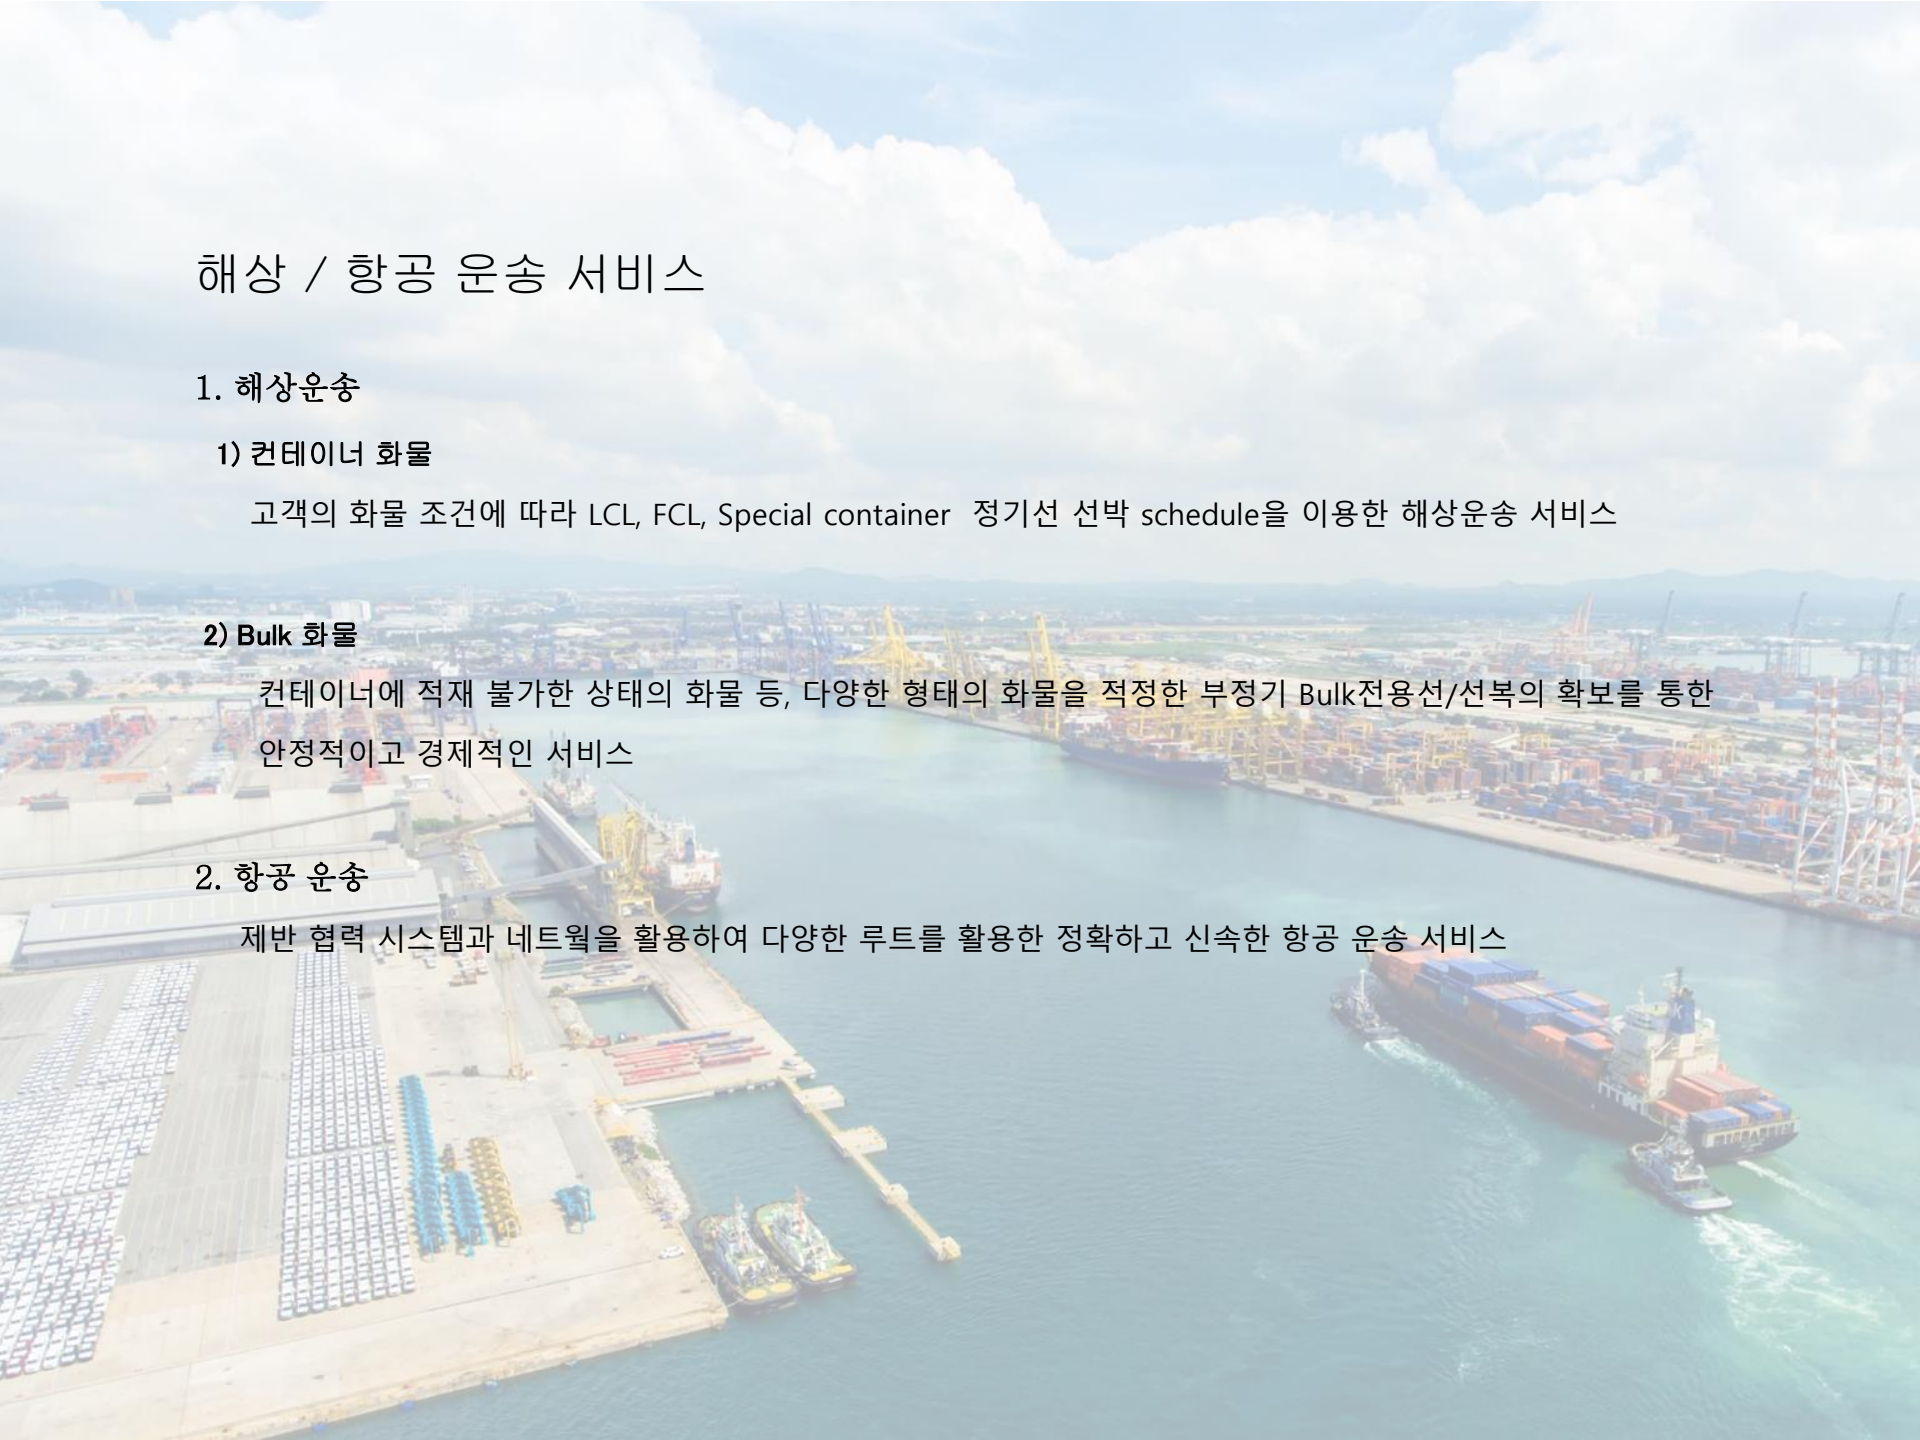 해상 / 항공 운송 서비스
1. 해상운송
1) 컨테이너 화물
고객의 화물 조건에 따라 LCL, FCL, Special container 정기선 선박 schedule을 이용한 해상운송 서비스
2) Bulk 화물
컨테이너에 적재 불가한 상태의 화물 등, 다양한 형태의 화물을 적정한 부정기 Bulk전용선/선복의 확보를 통한
안정적이고 경제적인 서비스
2. 항공 운송
제반 협력 시스템과 네트웤을 활용하여 다양한 루트를 활용한 정확하고 신속한 항공 운송 서비스